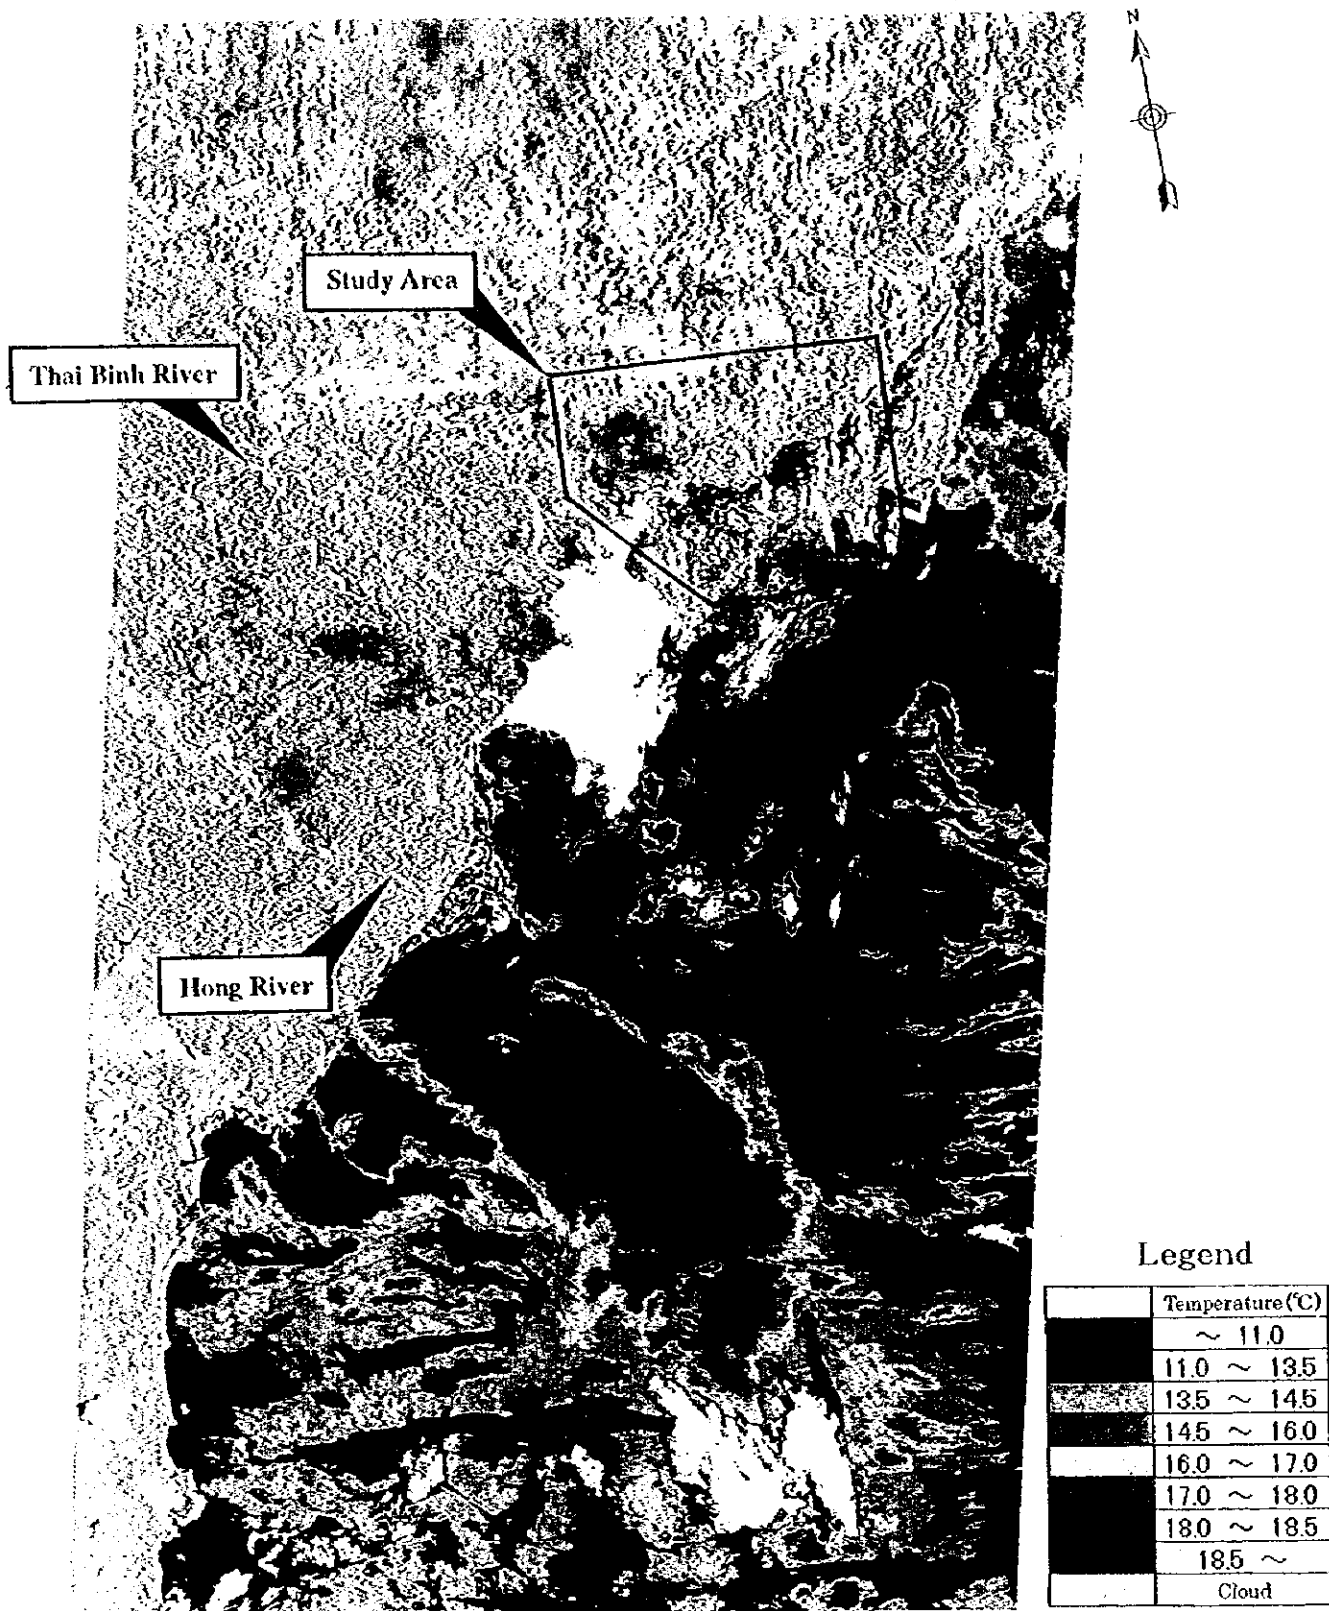 N
Study Area
Thai Binh River
Hong River
Legend
Temperature (℃)
～ 11.0
11.0 ～ 13.5
13.5 ～ 14.5
14.5 ～ 16.0
16.0 ～ 17.0
17.0 ～ 18.0
18.0 ～ 18.5
18.5 ～
Cloud